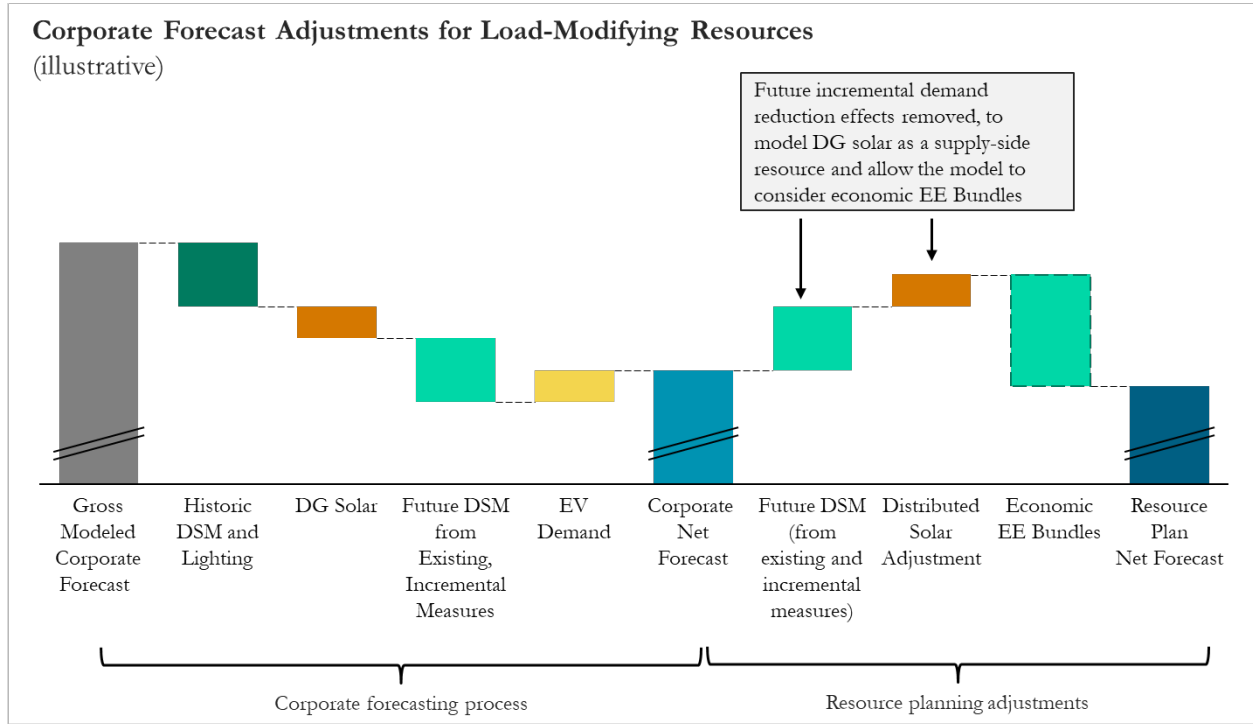 Corporate Forecast Adjustments for Load-Modifying Resources
(illustrative)
Future incremental demand
reduction effects removed, to
model DG solar as a supply-side
resource and allow the model to
consider economic EE Bundles
Gross
Modeled
Corporate
Forecast
Historic
DSM and
Lighting
DG Solar
Future DSM
from
Existing,
Incremental
Measures
EV
Demand
Corporate
Net
Forecast
Future DSM
(from
existing and
incremental
measures)
Distributed
Solar
Adjustment
Economic
EE Bundles
Resource
Plan
Net Forecast
Corporate forecasting process
Resource planning adjustments